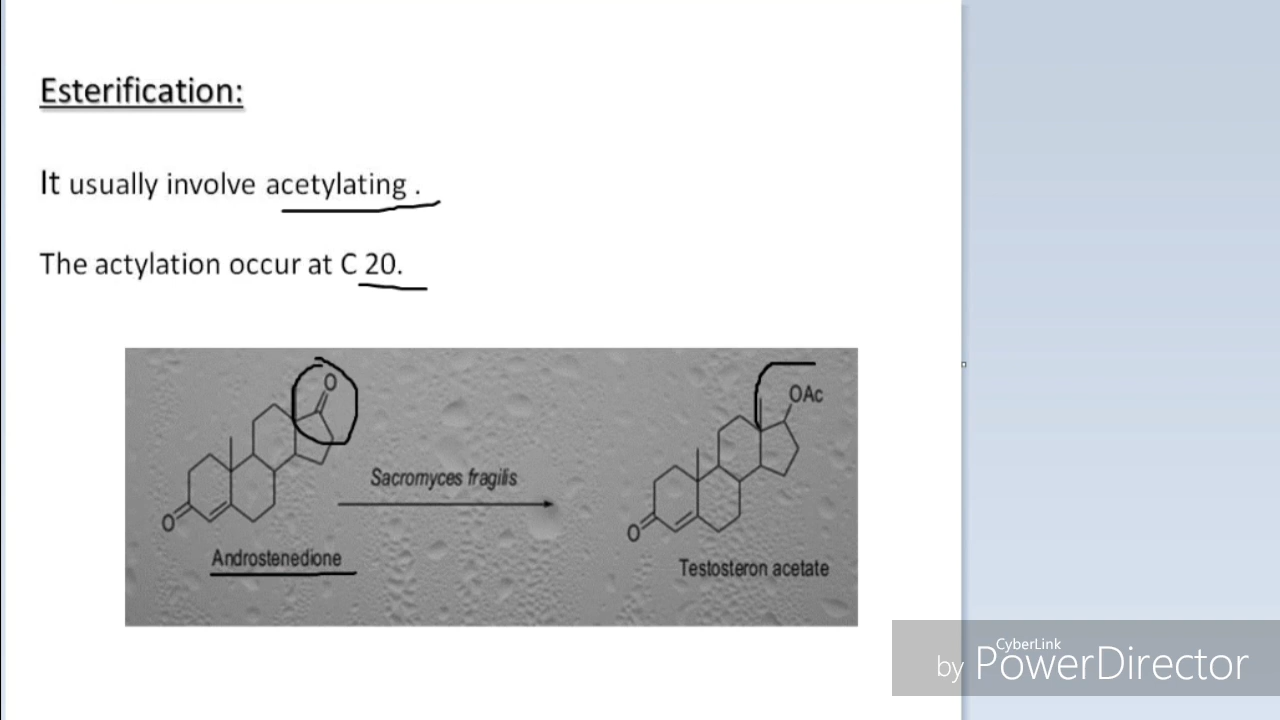 Esterification:
It usually involve acetylating .
The actylation occur at C 20.
O
OAc
Sacromyces fragilis
O
O
Androstenedione
Testosteron acetate
CyberLink
by PowerDirector